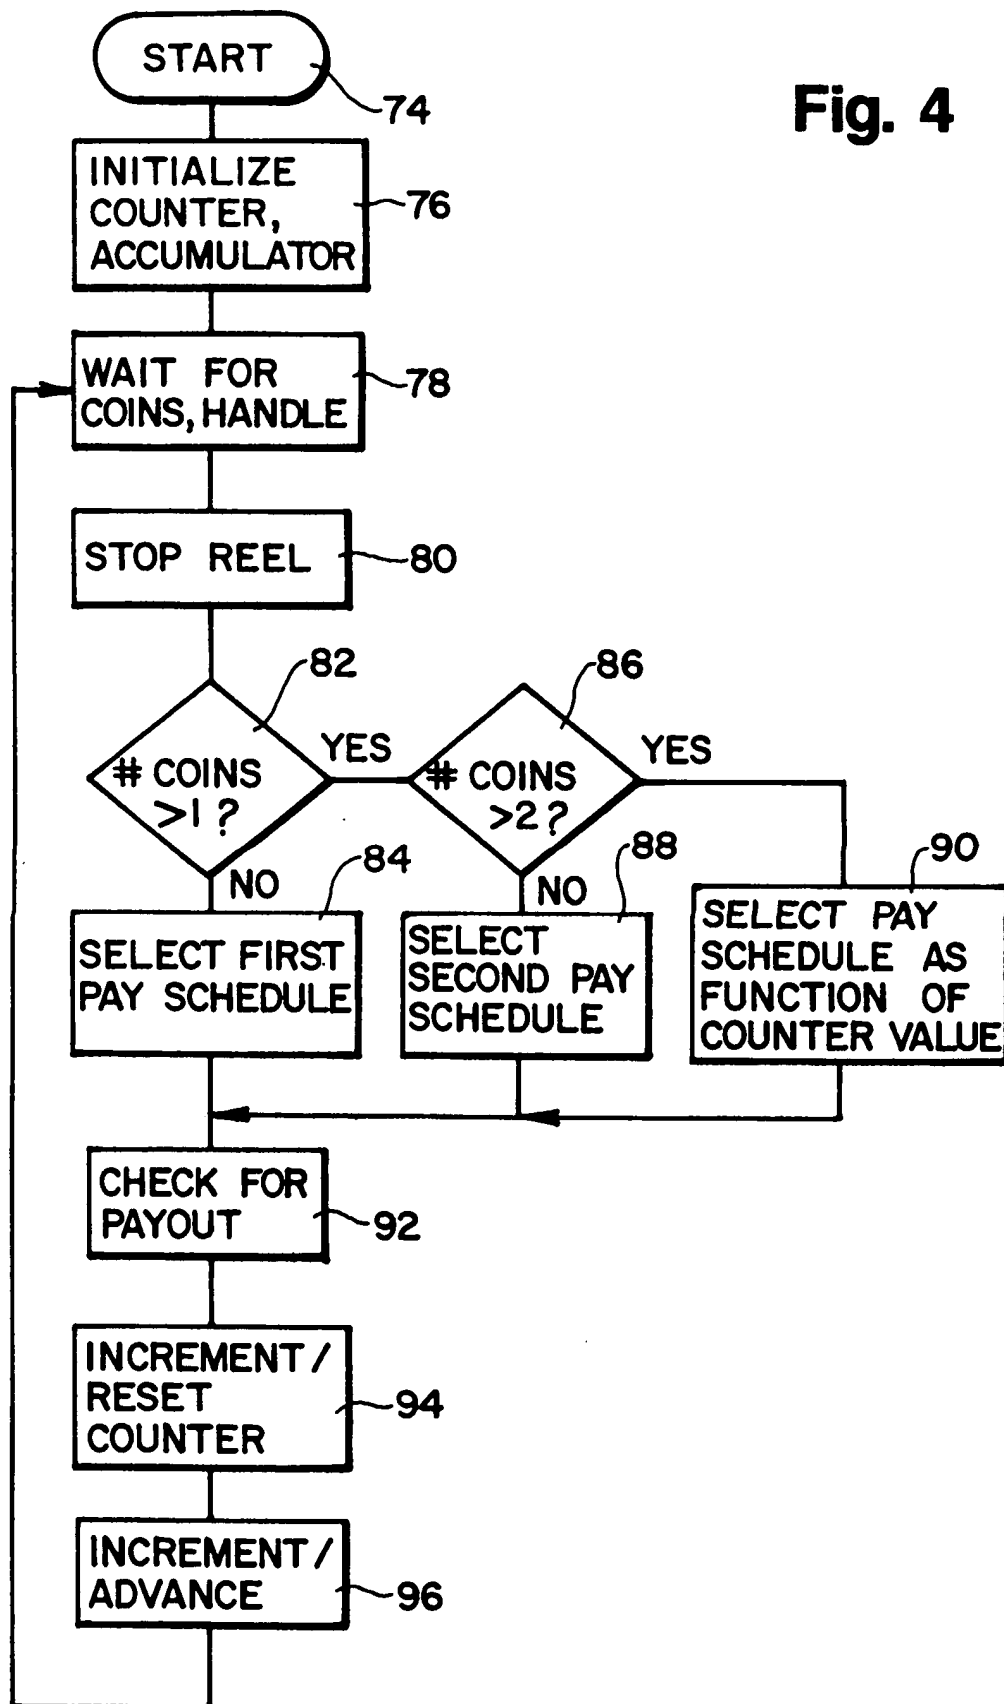 START
74
Fig. 4
INITIALIZE
COUNTER,
ACCUMULATOR
76
WAIT FOR
COINS, HANDLE
78
STOP REEL
80
82
# COINS
>1?
YES
NO
86
# COINS
>2?
YES
NO
84
SELECT FIRST
PAY SCHEDULE
88
SELECT
SECOND PAY
SCHEDULE
90
SELECT PAY
SCHEDULE AS
FUNCTION OF
COUNTER VALUE
CHECK FOR
PAYOUT
92
INCREMENT/
RESET
COUNTER
94
INCREMENT/
ADVANCE
96